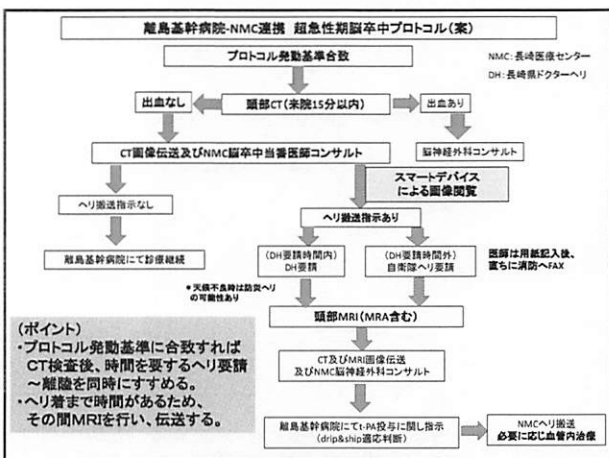 離島基幹病院-NMC連携 超急性期脳卒中プロトコル(案)
プロトコル発動基準合致
NMC:長崎医療センター
DH:長崎県ドクターヘリ
出血なし
頭部CT(来院15分以内)
出血あり
CT画像伝送及びNMC脳卒中当番医師コンサルト
脳神経外科コンサルト
スマートデバイス
による画像閲覧
ヘリ搬送指示なし
ヘリ搬送指示あり
離島基幹病院にて診療継続
(DH要請時間内)
DH要請
(DH要請時間外)
自衛隊ヘリ要請
医師は用紙記入後、
直ちに消防へFAX
*天候不良時は防災ヘリ
の可能性あり
頭部MRI(MRA含む)
(ポイント)
・プロトコル発動基準に合致すれば
CT検査後、時間を要するヘリ要請
~離陸を同時にすすめる。
・ヘリ着まで時間があるため、
その間MRIを行い、伝送する。
CT及びMRI画像伝送
及びNMC脳神経外科コンサルト
離島基幹病院にてt-PA投与に関し指示
(drip&ship適応判断)
NMCヘリ搬送
必要に応じ血管内治療